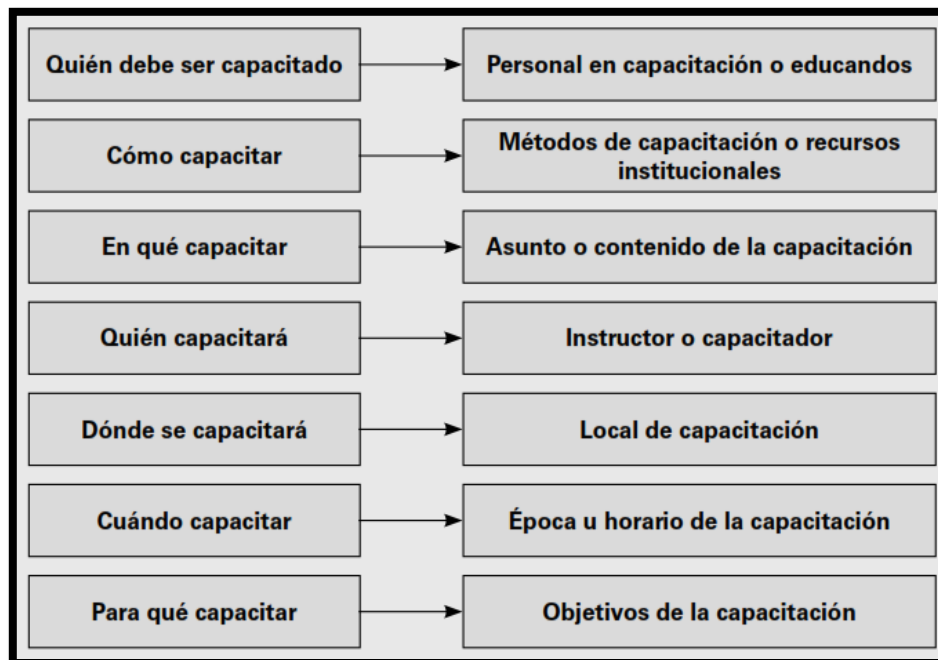 Quién debe ser capacitado
Personal en capacitación o educandos
Cómo capacitar
Métodos de capacitación o recursos
institucionales
En qué capacitar
Asunto o contenido de la capacitación
Quién capacitará
Instructor o capacitador
Dónde se capacitará
Local de capacitación
Cuándo capacitar
Época u horario de la capacitación
Para qué capacitar
Objetivos de la capacitación